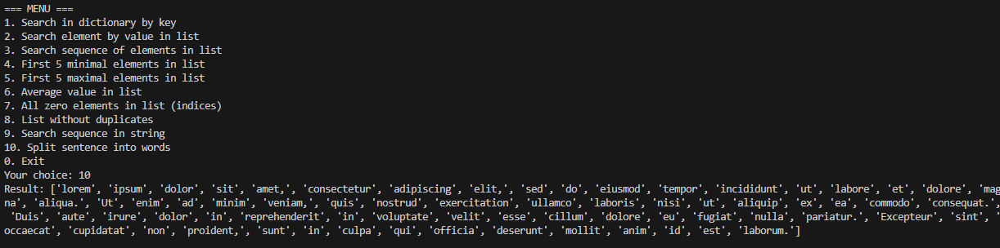 === MENU ===
1. Search in dictionary by key
2. Search element by value in list
3. Search sequence of elements in list
4. First 5 minimal elements in list
5. First 5 maximal elements in list
6. Average value in list
7. All zero elements in list (indices)
8. List without duplicates
9. Search sequence in string
10. Split sentence into words
0. Exit
Your choice: 10
Result: ['lorem', 'ipsum', 'dolor', 'sit', 'amet,', 'consectetur', 'adipiscing', 'elit,', 'sed', 'do', 'eiusmod', 'tempor', 'incididunt', 'ut', 'labore', 'et', 'dolore', 'mag
na', 'aliqua.', 'Ut', 'enim', 'ad', 'minim', 'veniam,', 'quis', 'nostrud', 'exercitation', 'ullamco', 'laboris', 'nisi', 'ut', 'aliquip', 'ex', 'ea', 'commodo', 'consequat.',
'Duis', 'aute', 'irure', 'dolor', 'in', 'reprehenderit', 'in', 'voluptate', 'velit', 'esse', 'cillum', 'dolore', 'eu', 'fugiat', 'nulla', 'pariatur.', 'Excepteur', 'sint', '
occaecat', 'cupidatat', 'non', 'proident,', 'sunt', 'in', 'culpa', 'qui', 'officia', 'deserunt', 'mollit', 'anim', 'id', 'est', 'laborum.']